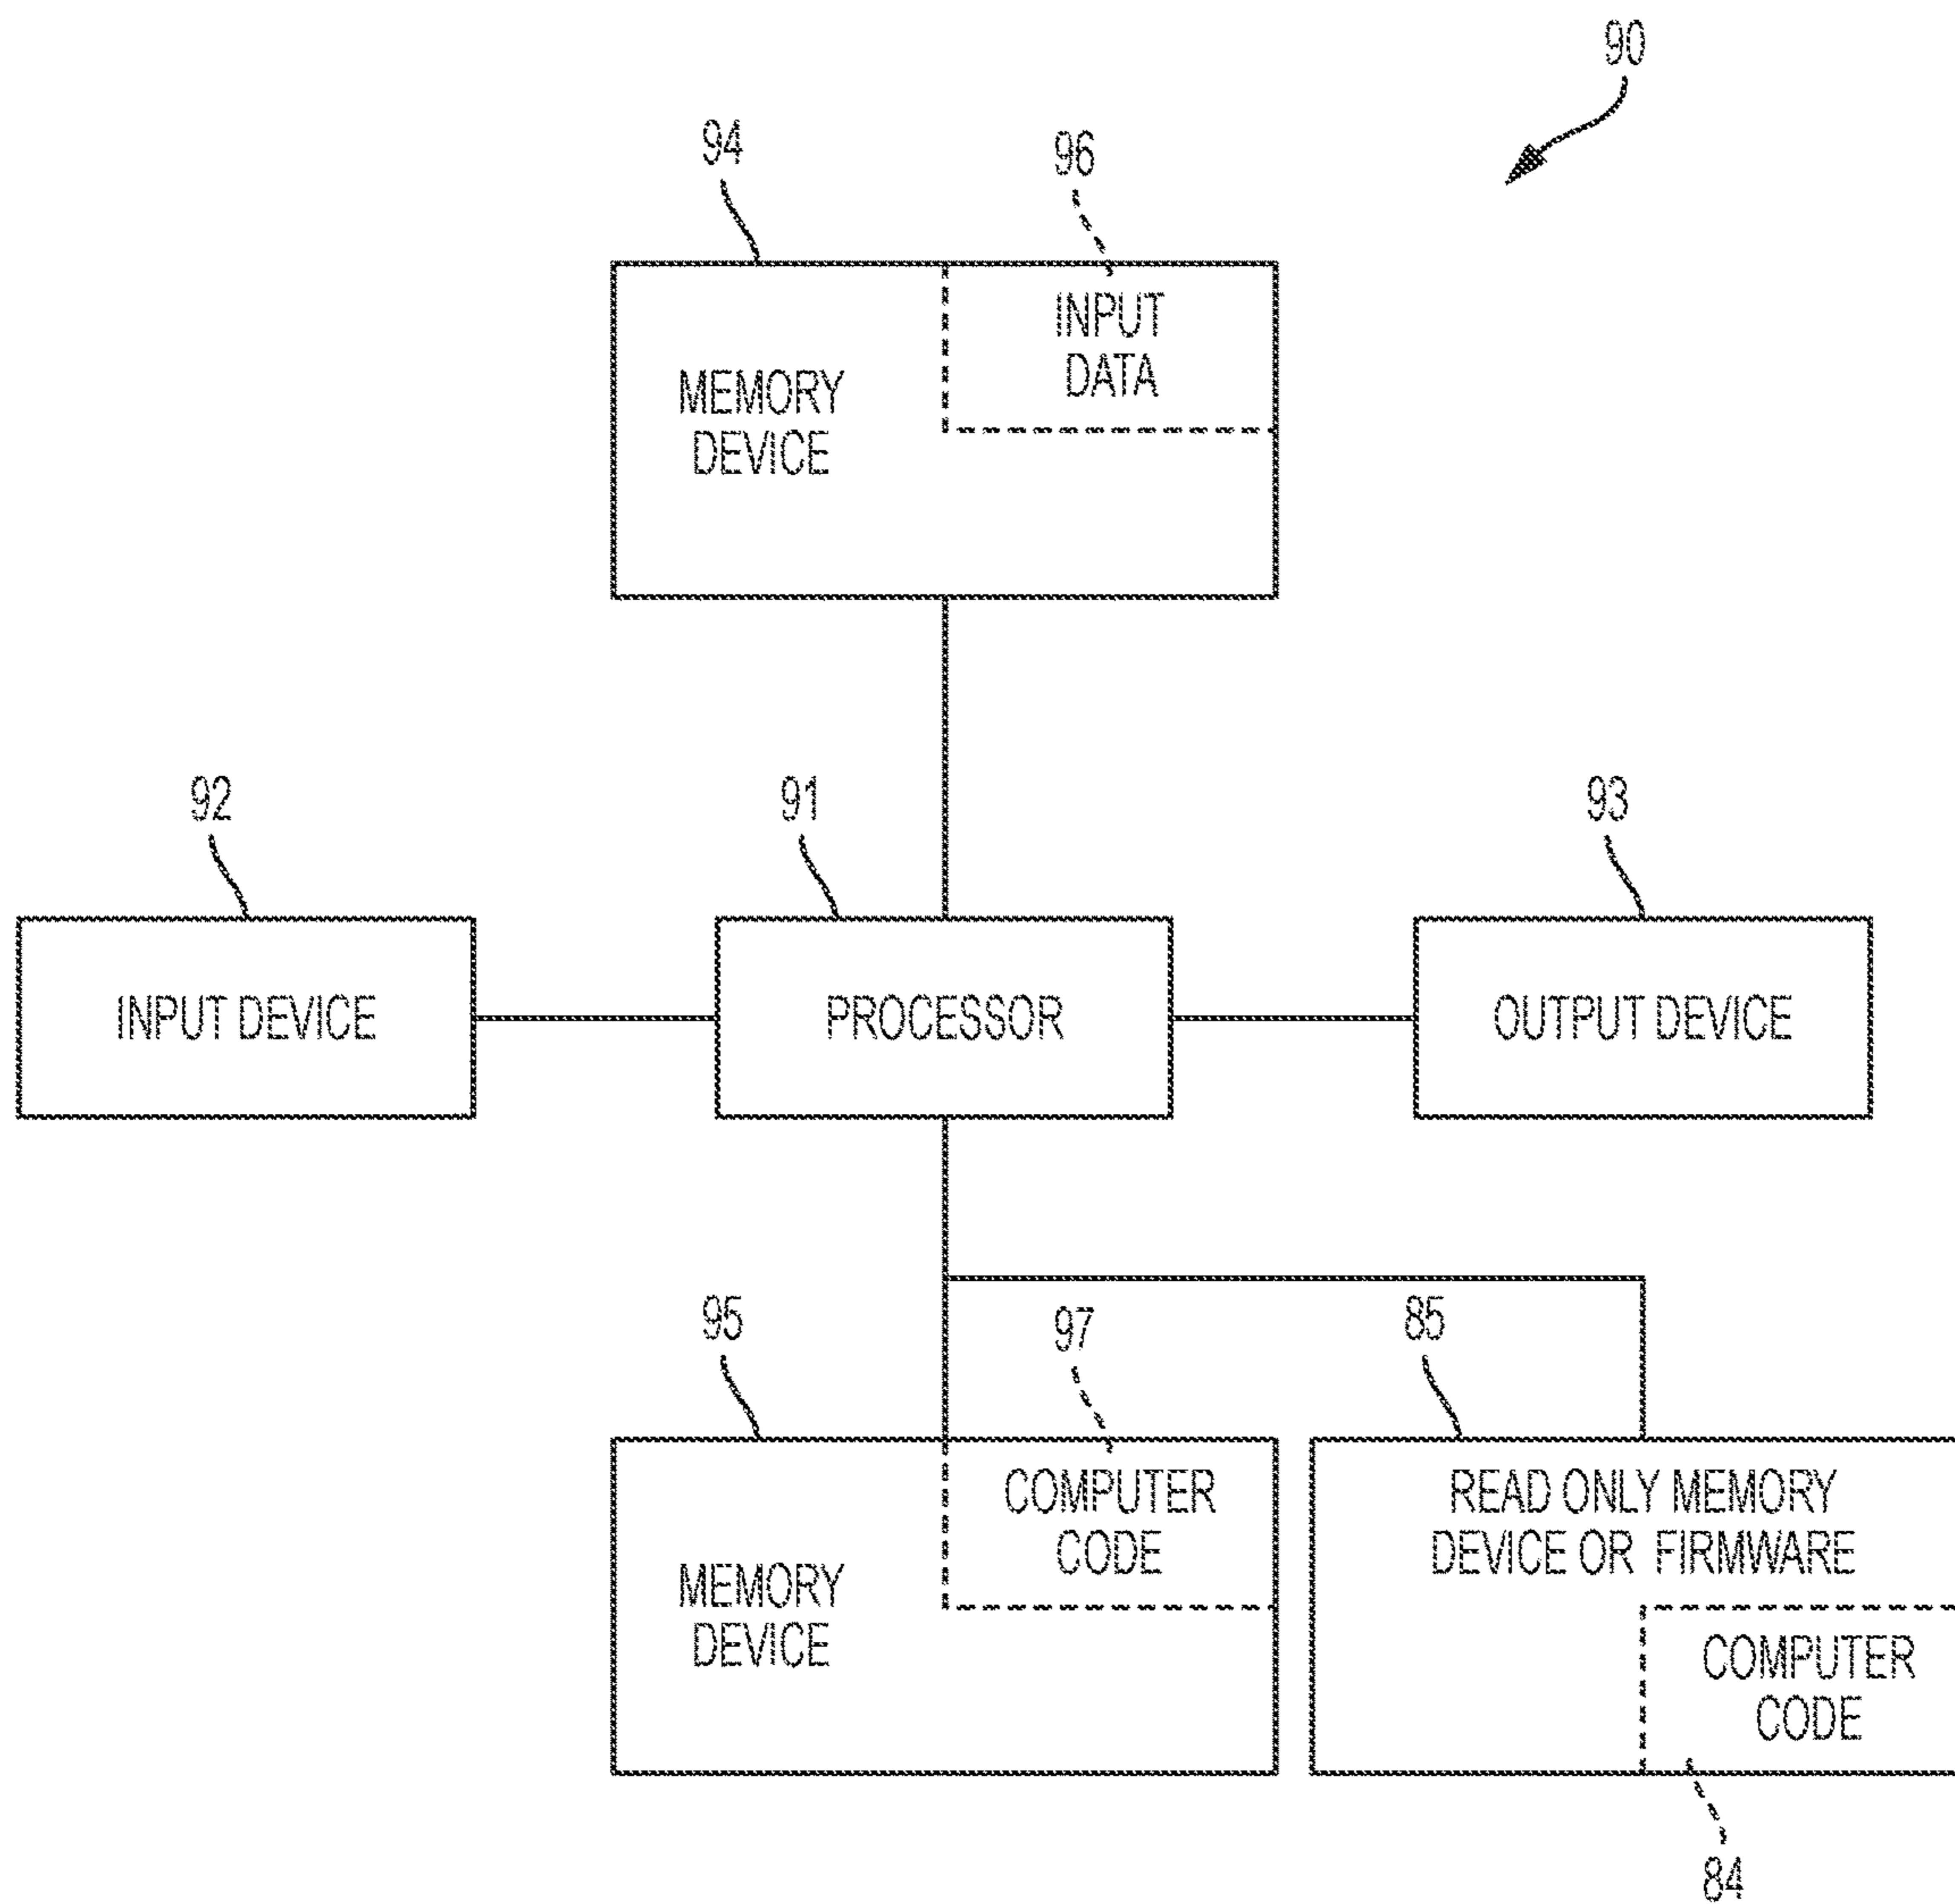 90
94
96
INPUT
DATA
MEMORY
DEVICE
92
91
93
INPUT DEVICE
PROCESSOR
OUTPUT DEVICE
95
97
85
COMPUTER
CODE
MEMORY
DEVICE
READ ONLY MEMORY
DEVICE OR FIRMWARE
COMPUTER
CODE
84